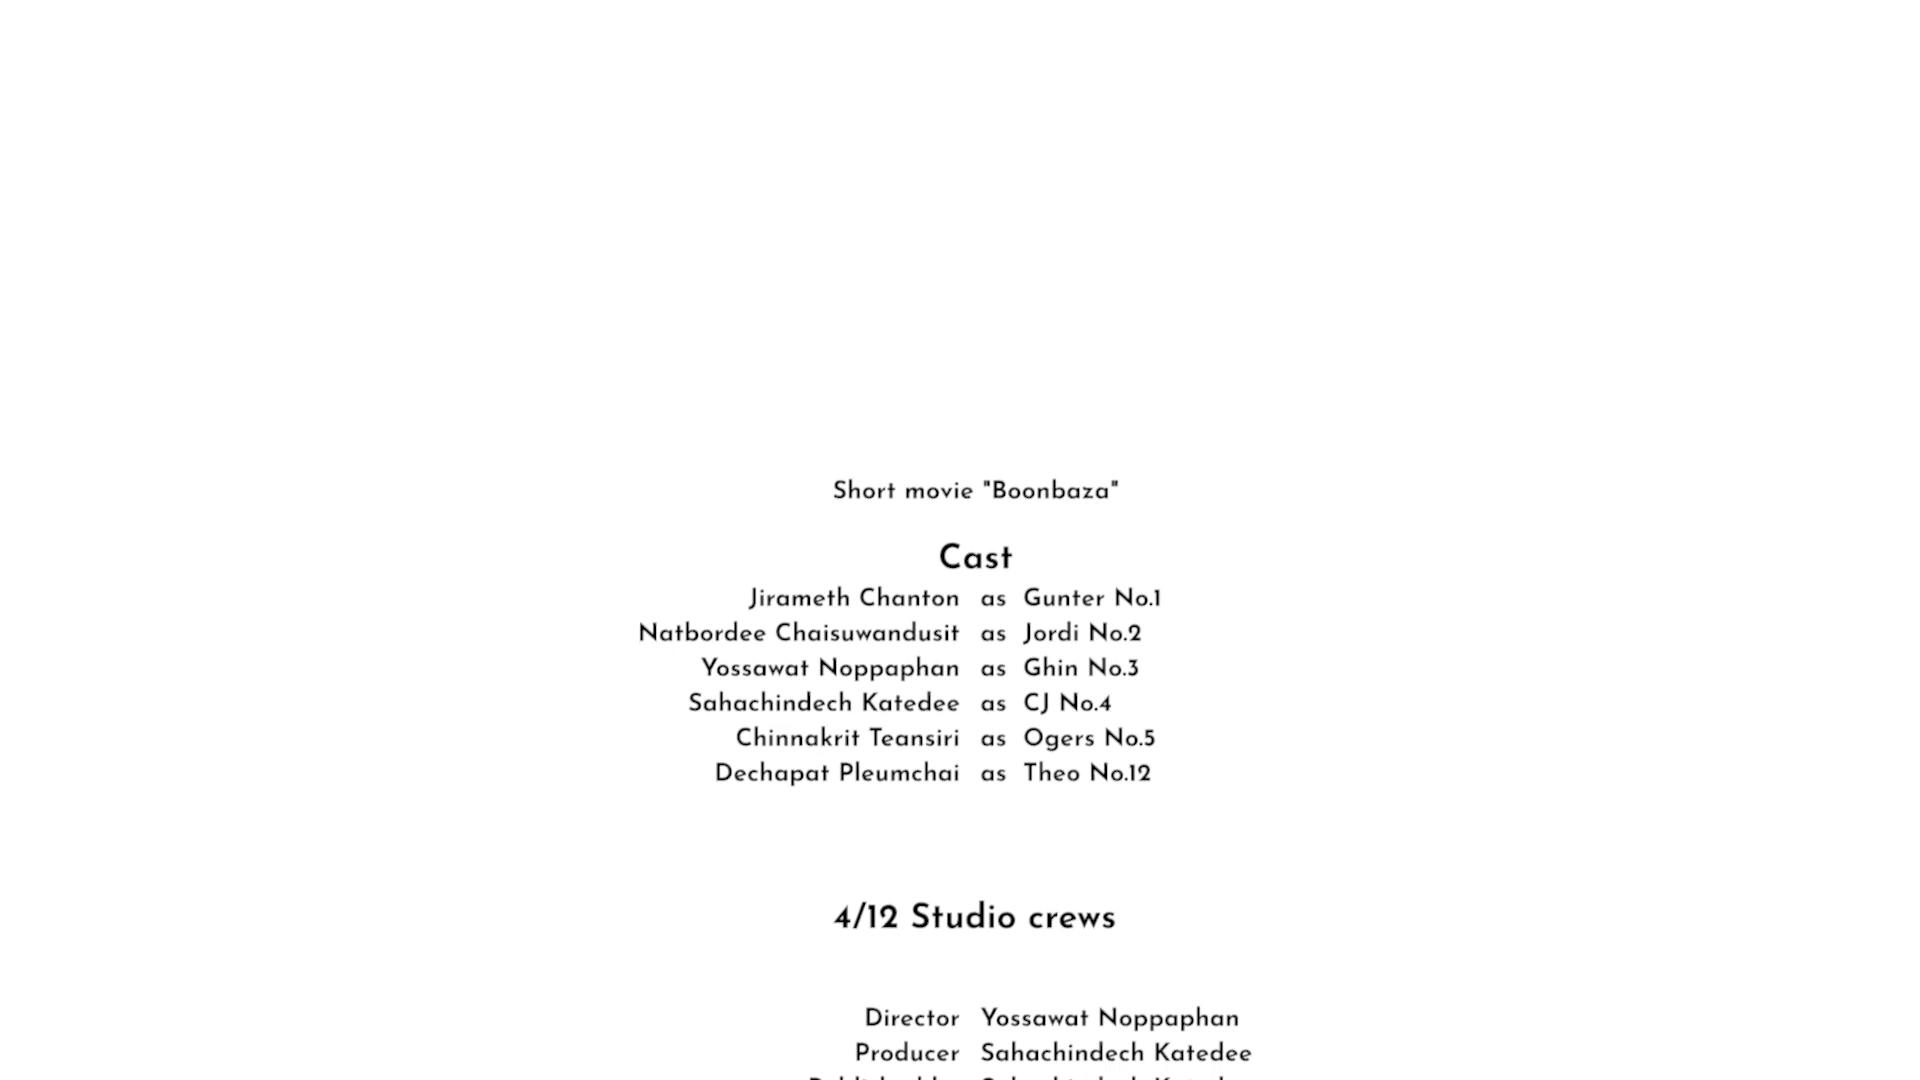 Short movie "Boonbaza"
Cast
Jirameth Chanton as Gunter No.1
Natbordee Chaisuwandusit as Jordi No.2
Yossawat Noppaphan as Ghin No.3
Sahachindech Katedee as CJ No.4
Chinnakrit Teansiri as Ogers No.5
Dechapat Pleumchai as Theo No.12
4/12 Studio crews
Director Yossawat Noppaphan
Producer Sahachindech Katedee